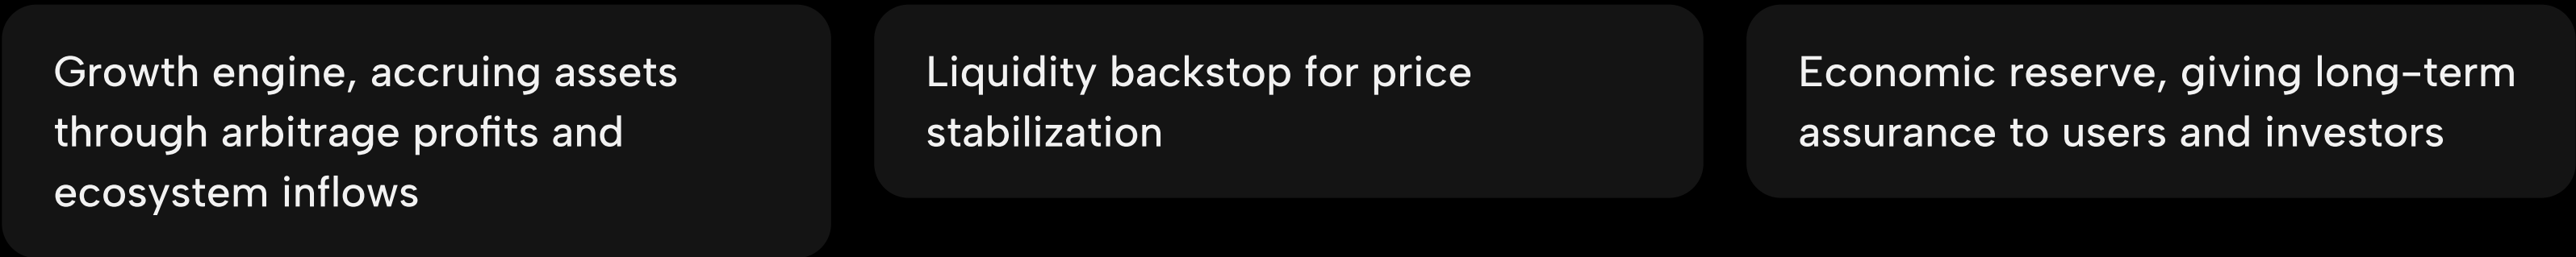 Growth engine, accruing assets
through arbitrage profits and
ecosystem inflows
Liquidity backstop for price
stabilization
Economic reserve, giving long-term
assurance to users and investors